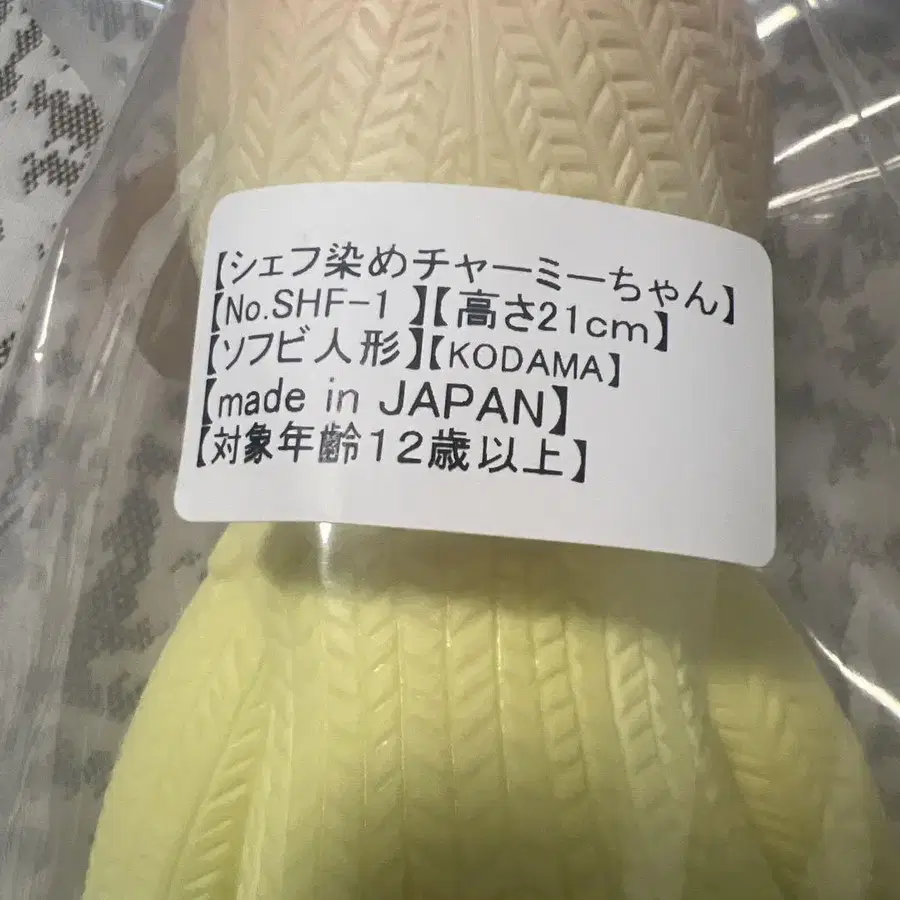 【シェフ染めチャーミーちゃん】
【No.SHF-1 】【高さ21cm】
【ソフビ人形】【KODAMA】
【made in JAPAN】
【対象年齢12歳以上】